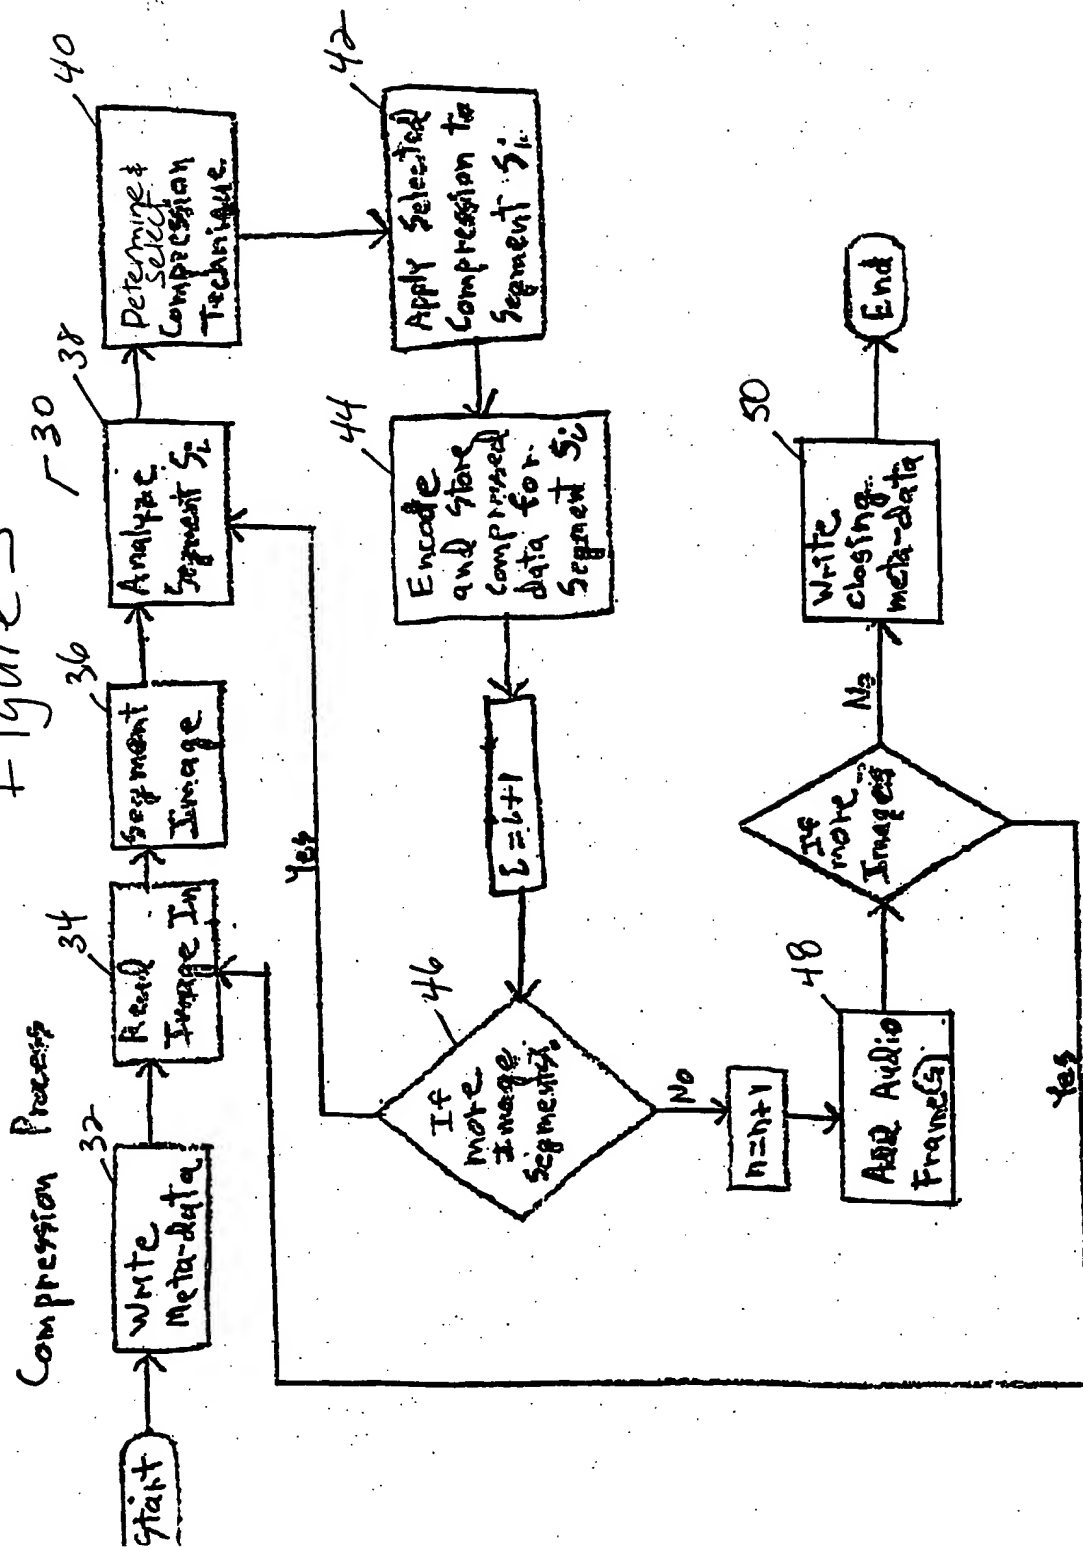 Compression Process
30
Start
32
Write
Meta-data
34
Read
Image In
36
Segment
Image
38
Analyze
Segment Si
40
Determine &
Select
Compression
Technique
42
Apply Selected
Compression to
Segment Si
44
Encode
and Store
compressed
data for
Segment Si
i=i+1
46
If
more
Image
Segments
Yes
No
n=n+1
48
Add Audio
Frame(s)
If
more
Images
Yes
No
50
Write
closing
meta-data
End